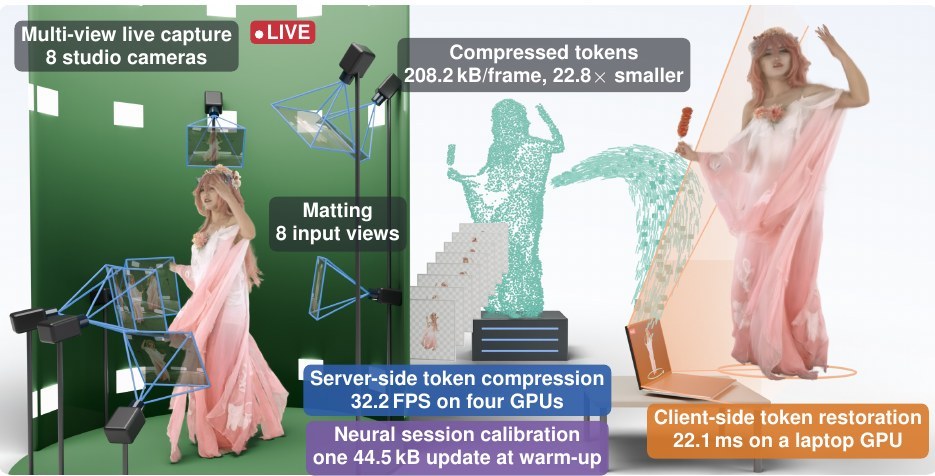 Multi-view live capture
8 studio cameras
• LIVE
Compressed tokens
208.2 kB/frame, 22.8× smaller
Matting
8 input views
Server-side token compression
32.2 FPS on four GPUs
Neural session calibration
one 44.5 kB update at warm-up
Client-side token restoration
22.1 ms on a laptop GPU